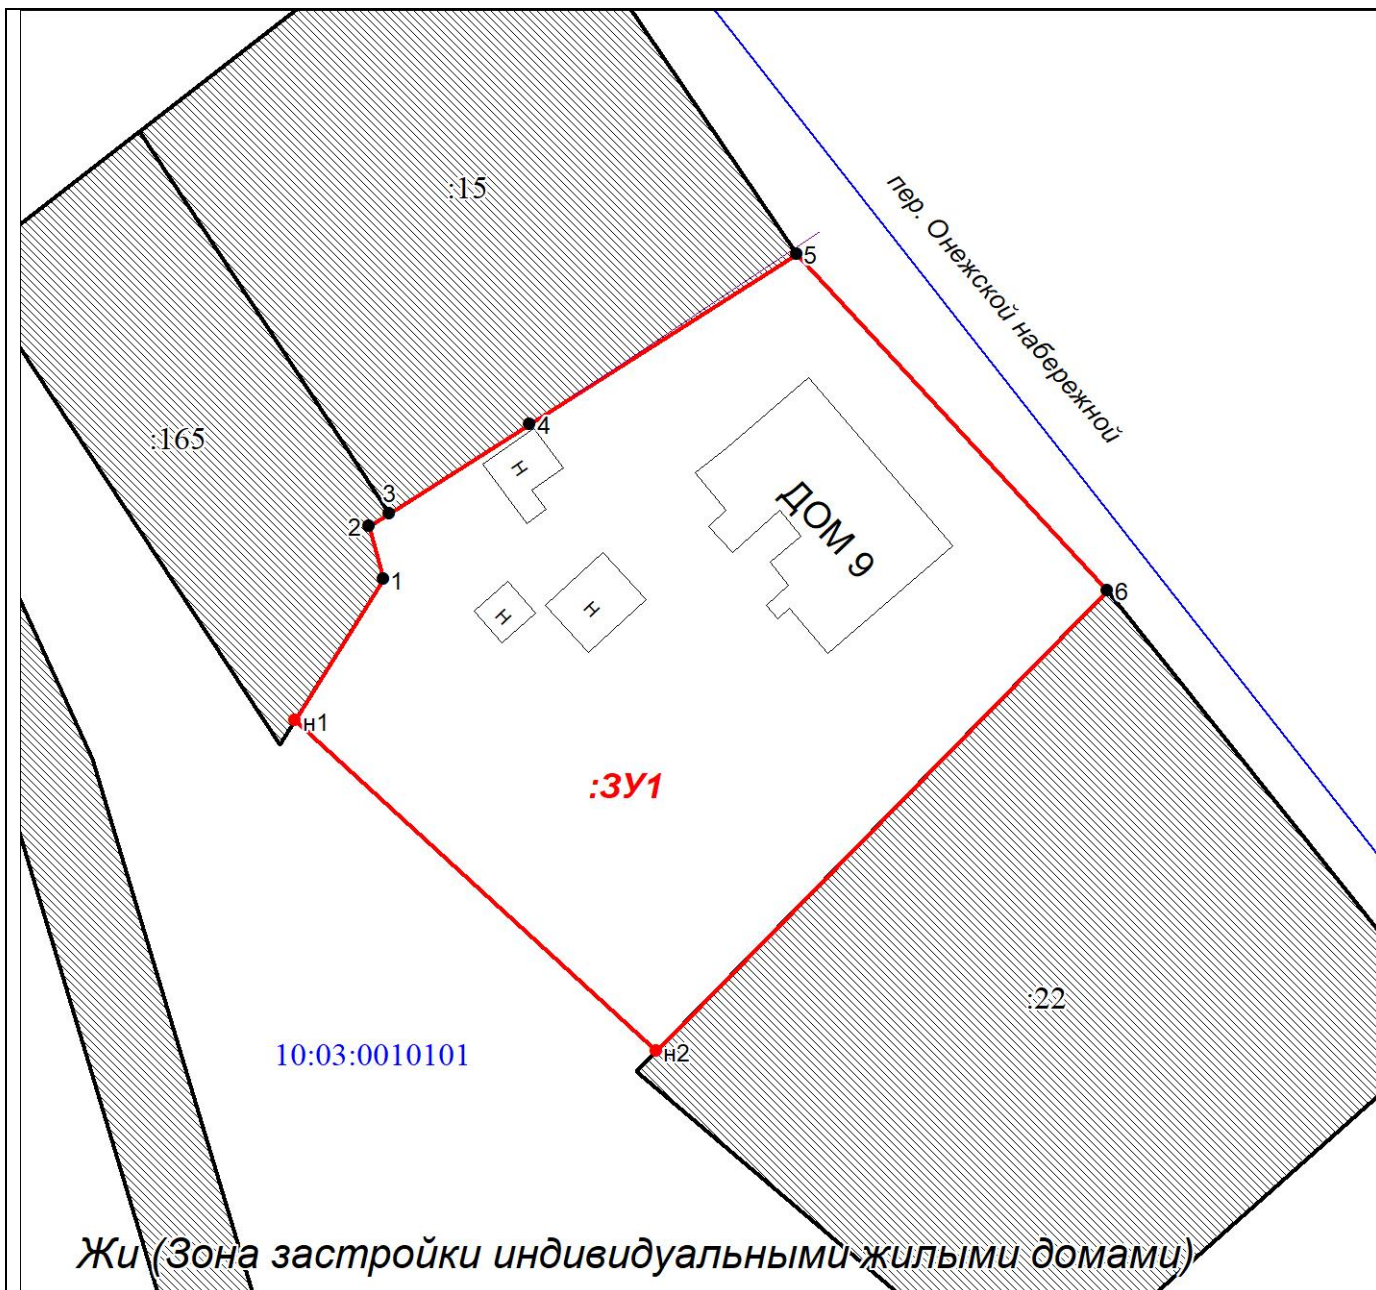 :15
пер. Онежской набережной
5
4
:165
н
3
2
ДОМ 9
1
6
н
н
н1
:ЗУ1
:22
10:03:0010101
н2
Жи (Зона застройки индивидуальными жилыми домами)